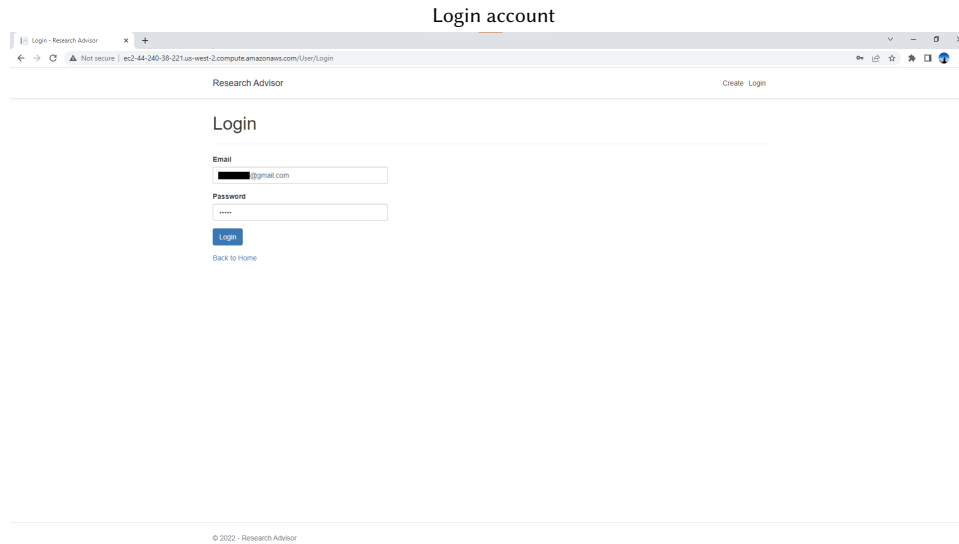 Login account
Login - Research Advisor
Not secure | ec2-44-240-38-221.us-west-2.compute.amazonaws.com/User/Login
Research Advisor Create Login
Login
Email
@gmail.com
Password
•••••
Login
Back to Home
© 2022 - Research Advisor